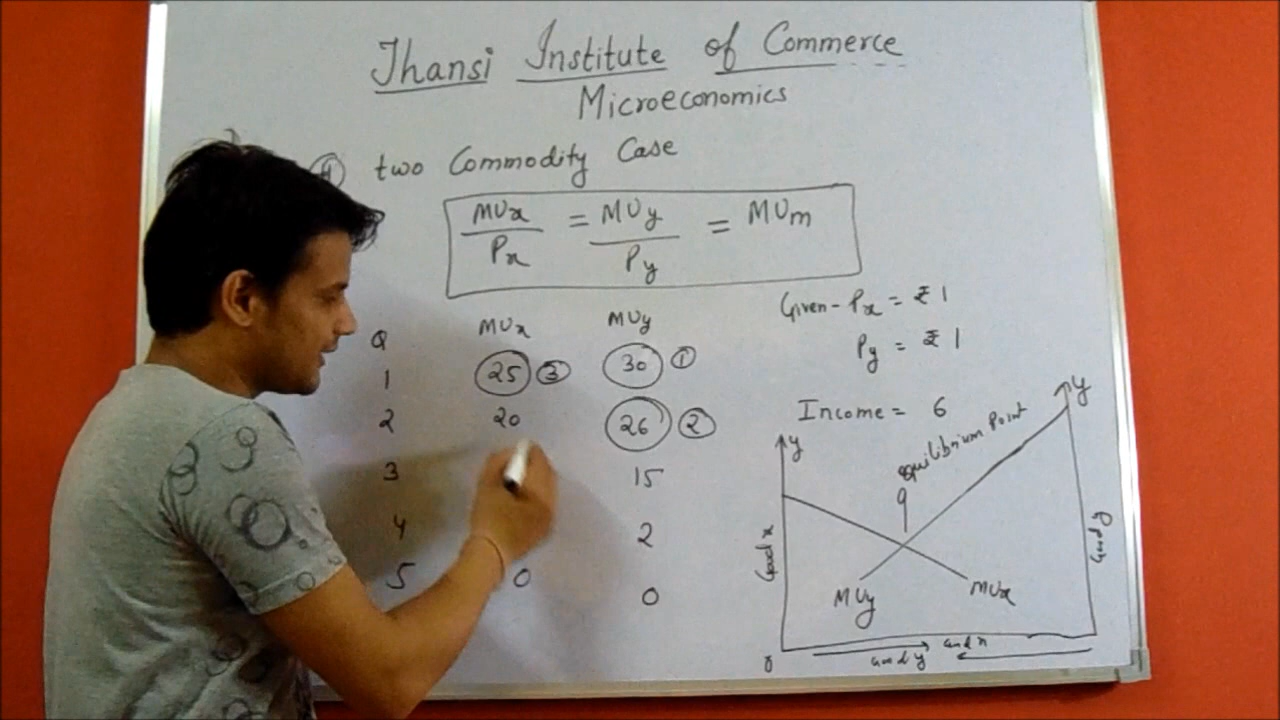 Jhansi Institute of Commerce
Microeconomics
two Commodity Case
MUx / Px = MUy / Py = MUm
Given - Px = ₹ 1
Py = ₹ 1
Income = 6
Q MUx MUy
1 25 ③ 30 ①
2 20 26 ②
3 15
4 2
5 0 0
y
y
equilibrium Point
q
Good x
Good y
MUy
MUx
0